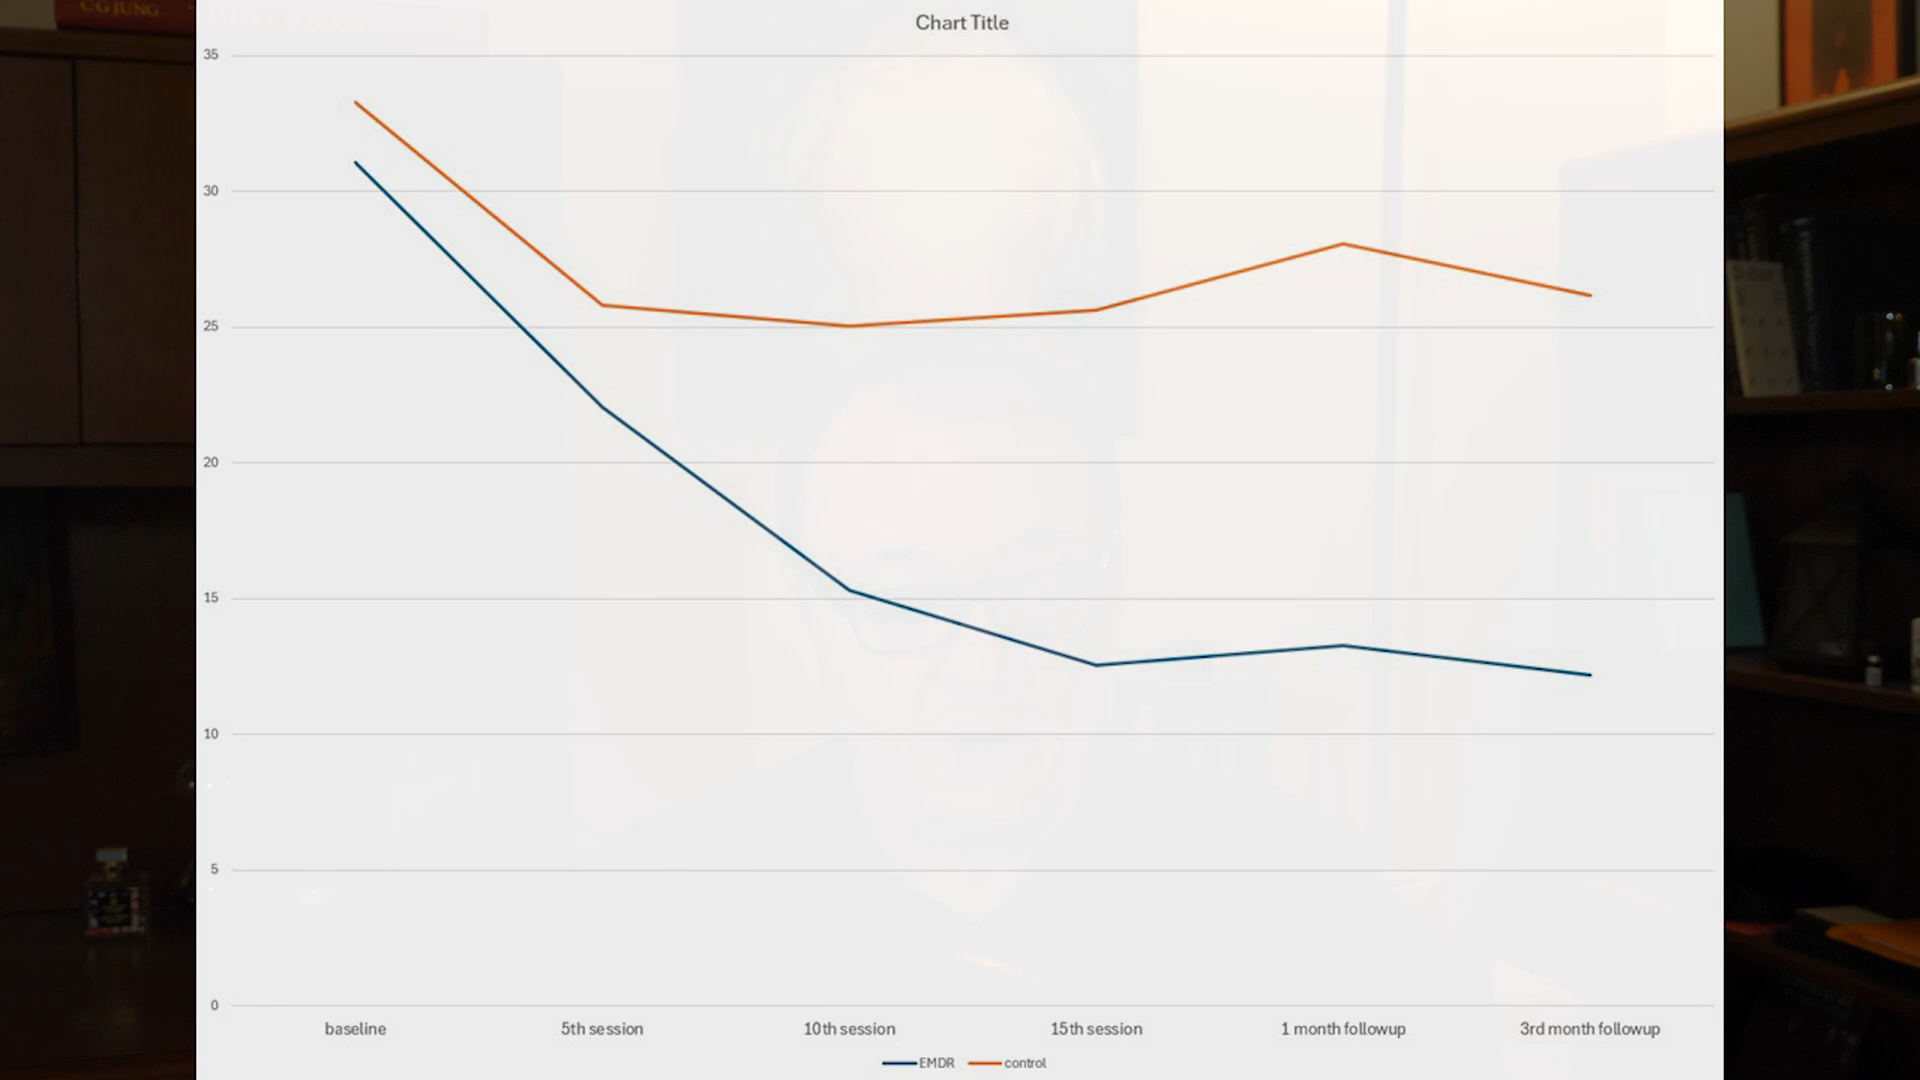 C G JUNG
Chart Title
35
30
25
20
15
10
5
0
baseline 5th session 10th session 15th session 1 month followup 3rd month followup
EMDR control